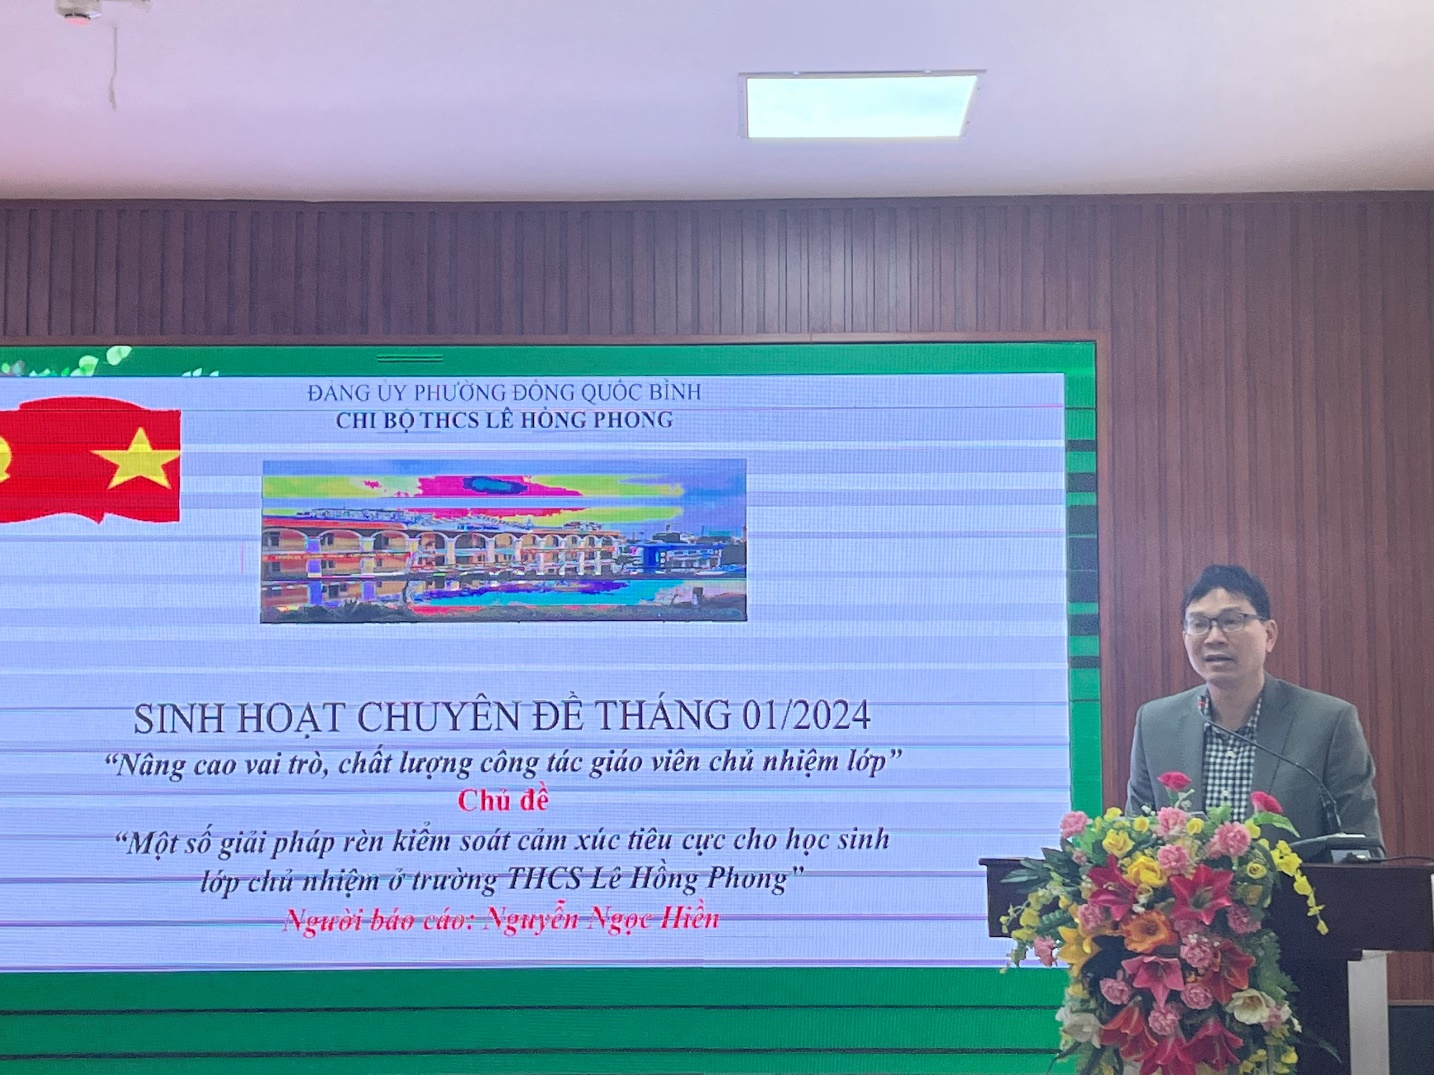 ĐẢNG ỦY PHƯỜNG ĐỒNG QUỐC BÌNH
CHI BỘ THCS LÊ HỒNG PHONG
SINH HOẠT CHUYÊN ĐỀ THÁNG 01/2024
“Nâng cao vai trò, chất lượng công tác giáo viên chủ nhiệm lớp”
Chủ đề
“Một số giải pháp rèn kiểm soát cảm xúc tiêu cực cho học sinh
lớp chủ nhiệm ở trường THCS Lê Hồng Phong”
Người báo cáo: Nguyễn Ngọc Hiền